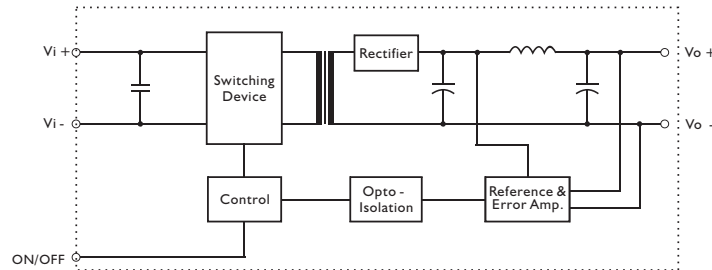 Vi +
Rectifier
Vo +
Switching
Device
Vi -
Vo -
Control
Opto -
Isolation
Reference &
Error Amp.
ON/OFF